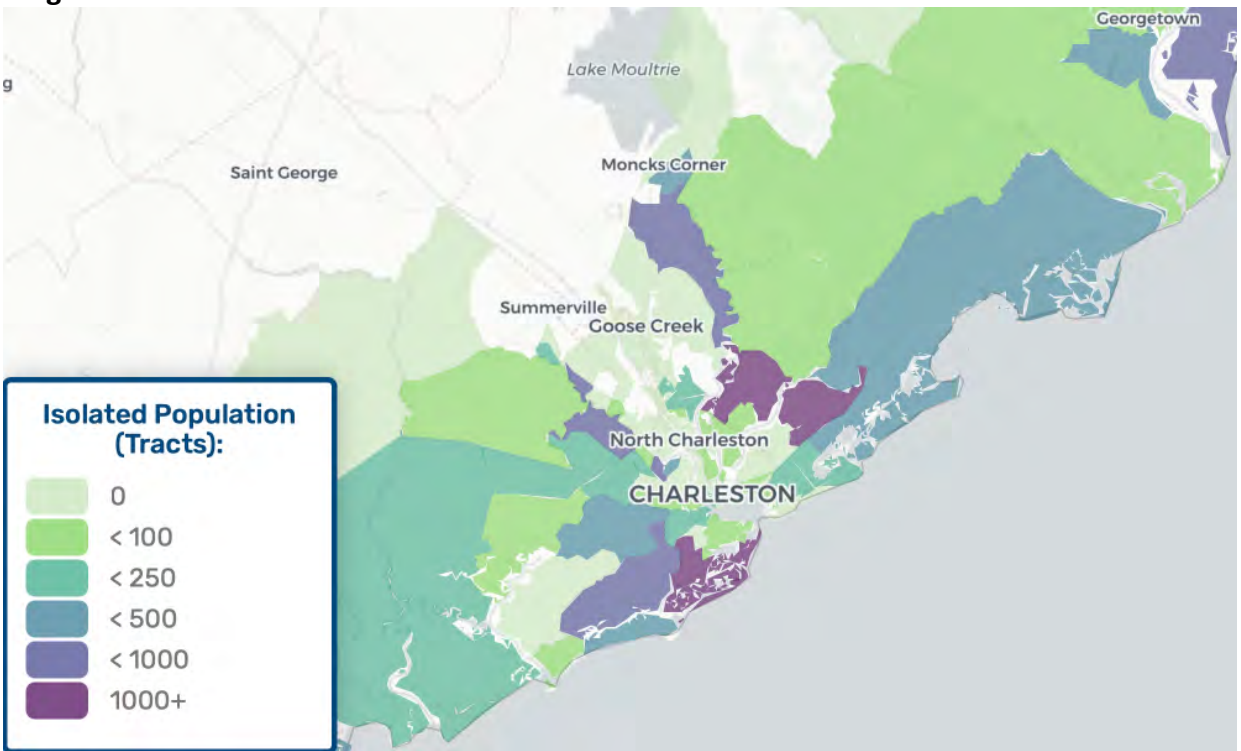 Georgetown
Lake Moultrie
g
Moncks Corner
Saint George
Summerville
Goose Creek
North Charleston
CHARLESTON
Isolated Population
(Tracts):
0
< 100
< 250
< 500
< 1000
1000+